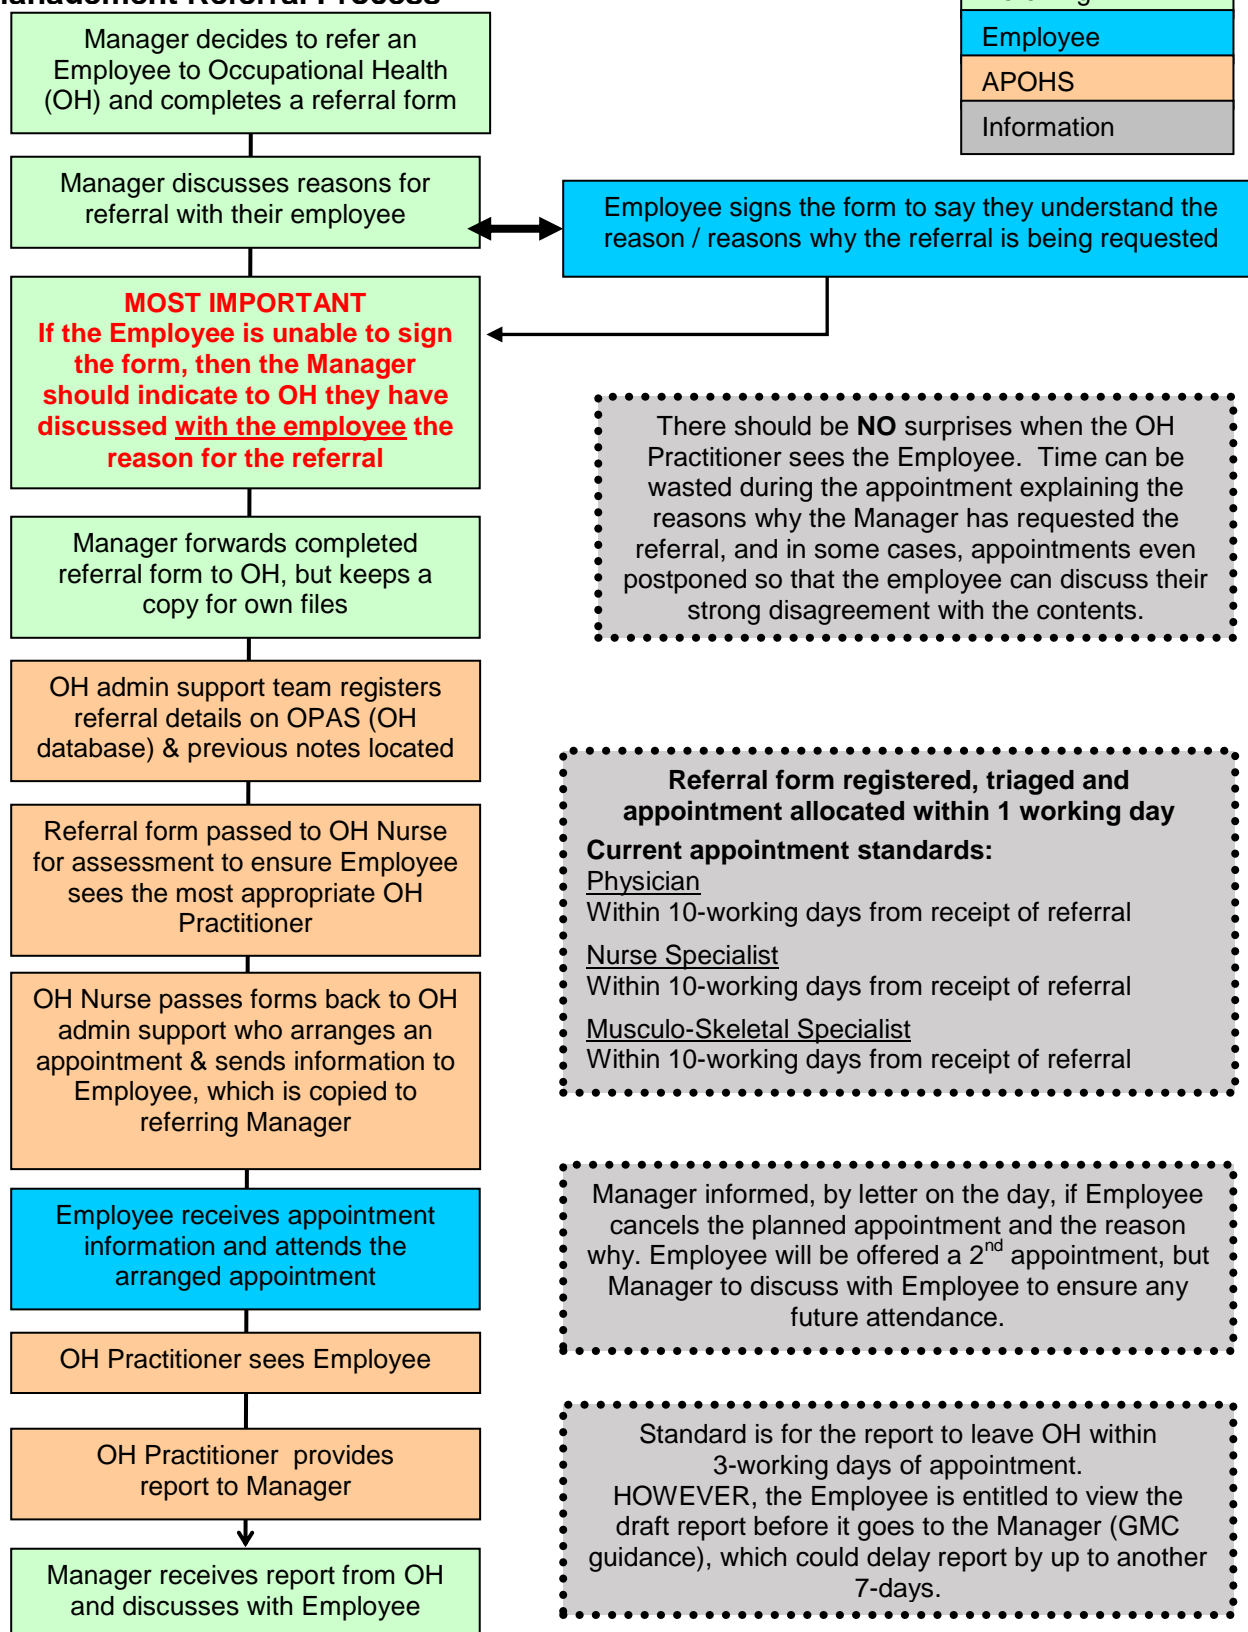 Management Referral Process
Employee
APOHS
Information
Manager decides to refer an
Employee to Occupational Health
(OH) and completes a referral form
Manager discusses reasons for
referral with their employee
Employee signs the form to say they understand the
reason / reasons why the referral is being requested
MOST IMPORTANT
If the Employee is unable to sign
the form, then the Manager
should indicate to OH they have
discussed with the employee the
reason for the referral
There should be NO surprises when the OH
Practitioner sees the Employee. Time can be
wasted during the appointment explaining the
reasons why the Manager has requested the
referral, and in some cases, appointments even
postponed so that the employee can discuss their
strong disagreement with the contents.
Manager forwards completed
referral form to OH, but keeps a
copy for own files
OH admin support team registers
referral details on OPAS (OH
database) & previous notes located
Referral form registered, triaged and
appointment allocated within 1 working day
Current appointment standards:
Physician
Within 10-working days from receipt of referral
Nurse Specialist
Within 10-working days from receipt of referral
Musculo-Skeletal Specialist
Within 10-working days from receipt of referral
Referral form passed to OH Nurse
for assessment to ensure Employee
sees the most appropriate OH
Practitioner
OH Nurse passes forms back to OH
admin support who arranges an
appointment & sends information to
Employee, which is copied to
referring Manager
Manager informed, by letter on the day, if Employee
cancels the planned appointment and the reason
why. Employee will be offered a 2nd appointment, but
Manager to discuss with Employee to ensure any
future attendance.
Employee receives appointment
information and attends the
arranged appointment
OH Practitioner sees Employee
OH Practitioner provides
report to Manager
Standard is for the report to leave OH within
3-working days of appointment.
HOWEVER, the Employee is entitled to view the
draft report before it goes to the Manager (GMC
guidance), which could delay report by up to another
7-days.
Manager receives report from OH
and discusses with Employee